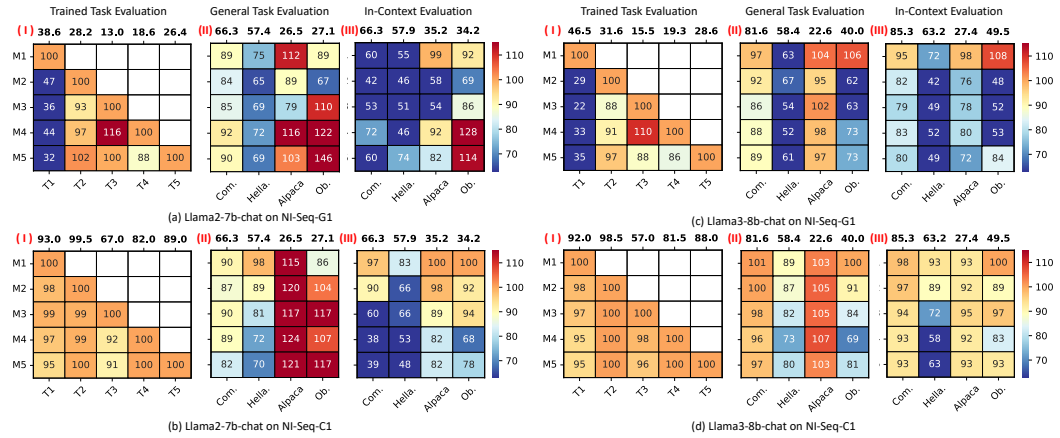 Trained Task Evaluation General Task Evaluation In-Context Evaluation
(I) 38.6 28.2 13.0 18.6 26.4 (II) 66.3 57.4 26.5 27.1 (III) 66.3 57.9 35.2 34.2
M1 100 89 75 112 89 60 55 99 92
M2 47 100 84 65 89 67 42 46 58 69
M3 36 93 100 85 69 79 110 53 51 54 86
M4 44 97 116 100 92 72 116 122 72 46 92 128
M5 32 102 100 88 100 90 69 103 146 60 74 82 114
110
100
90
80
70
T1 T2 T3 T4 T5 Com. Hella. Alpaca Ob. Com. Hella. Alpaca Ob.
(a) Llama2-7b-chat on NI-Seq-G1
Trained Task Evaluation General Task Evaluation In-Context Evaluation
(I) 46.5 31.6 15.5 19.3 28.6 (II) 81.6 58.4 22.6 40.0 (III) 85.3 63.2 27.4 49.5
100 97 63 104 106 95 72 98 108
29 100 92 67 95 62 82 42 76 48
22 88 100 86 54 102 63 79 49 78 52
33 91 110 100 88 52 98 73 83 52 80 53
35 97 88 86 100 89 61 97 73 80 49 72 84
110
100
90
80
70
T1 T2 T3 T4 T5 Com. Hella. Alpaca Ob. Com. Hella. Alpaca Ob.
(c) Llama3-8b-chat on NI-Seq-G1
(I) 93.0 99.5 67.0 82.0 89.0 (II) 66.3 57.4 26.5 27.1 (III) 66.3 57.9 35.2 34.2
M1 100 90 98 115 86 97 83 100 100
M2 98 100 87 89 120 104 90 66 98 92
M3 99 99 100 90 81 117 117 60 66 89 94
M4 97 99 92 100 89 72 124 107 38 53 82 68
M5 95 100 91 100 100 82 70 121 117 39 48 82 78
110
100
90
80
70
T1 T2 T3 T4 T5 Com. Hella. Alpaca Ob. Com. Hella. Alpaca Ob.
(b) Llama2-7b-chat on NI-Seq-C1
(I) 92.0 98.5 57.0 81.5 88.0 (II) 81.6 58.4 22.6 40.0 (III) 85.3 63.2 27.4 49.5
100 101 89 103 100 98 93 93 100
98 100 100 87 105 91 97 89 92 89
97 100 100 98 82 105 84 94 72 95 97
95 100 98 100 96 73 107 69 93 58 92 83
95 100 96 100 100 97 80 103 81 93 63 93 93
110
100
90
80
70
T1 T2 T3 T4 T5 Com. Hella. Alpaca Ob. Com. Hella. Alpaca Ob.
(d) Llama3-8b-chat on NI-Seq-C1